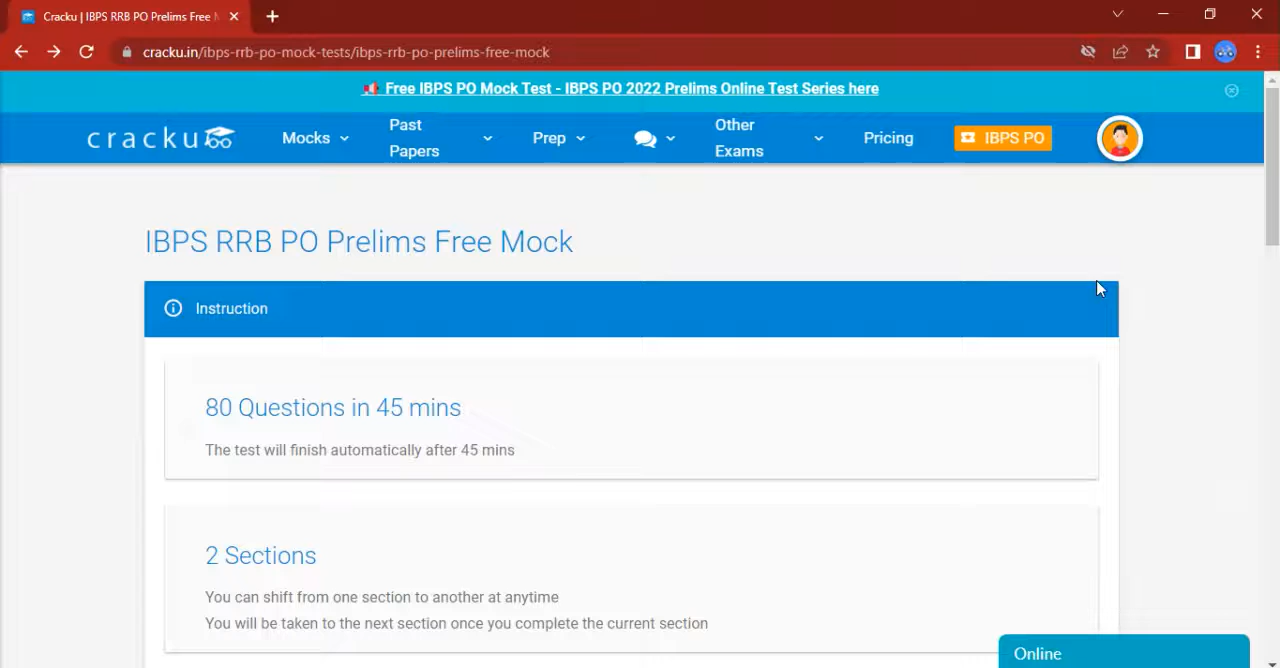 Cracku | IBPS RRB PO Prelims Free
cracku.in/ibps-rrb-po-mock-tests/ibps-rrb-po-prelims-free-mock
Free IBPS PO Mock Test - IBPS PO 2022 Prelims Online Test Series here
cracku
Mocks
Past Papers
Prep
Other Exams
Pricing
IBPS PO
IBPS RRB PO Prelims Free Mock
Instruction
80 Questions in 45 mins
The test will finish automatically after 45 mins
2 Sections
You can shift from one section to another at anytime
You will be taken to the next section once you complete the current section
Online